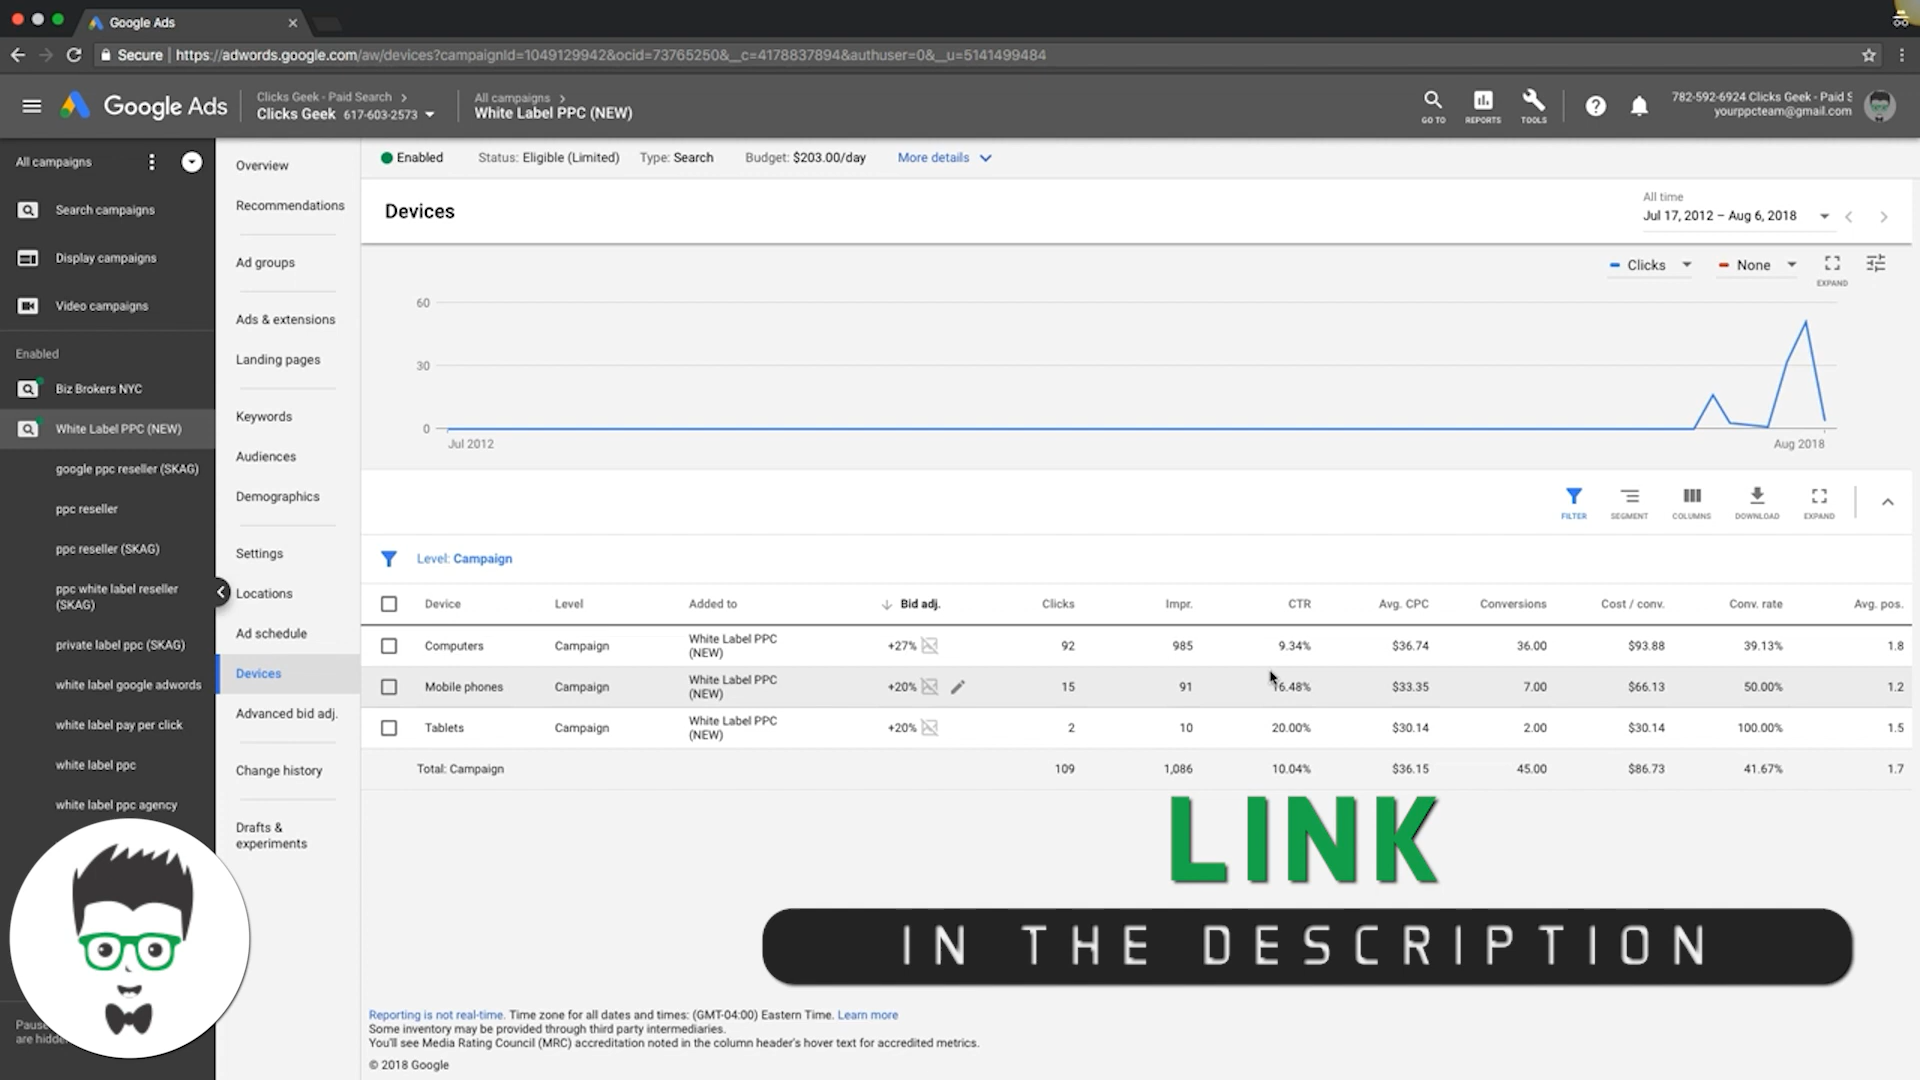 Google Ads
Secure | https://adwords.google.com/aw/devices?campaignId=1049129942&ocid=73765250&__c=4178837894&authuser=0&__u=5141499484
Google Ads
Clicks Geek - Paid Search
Clicks Geek 617-603-2573
All campaigns
White Label PPC (NEW)
GO TO
REPORTS
TOOLS
782-592-6924 Clicks Geek - Paid S
yourppcteam@gmail.com
All campaigns
Search campaigns
Display campaigns
Video campaigns
Enabled
Biz Brokers NYC
White Label PPC (NEW)
google ppc reseller (SKAG)
ppc reseller
ppc reseller (SKAG)
ppc white label reseller
(SKAG)
private label ppc (SKAG)
white label google adwords
white label pay per click
white label ppc
white label ppc agency
Overview
Recommendations
Ad groups
Ads & extensions
Landing pages
Keywords
Audiences
Demographics
Settings
Locations
Ad schedule
Devices
Advanced bid adj.
Change history
Drafts &
experiments
Enabled Status: Eligible (Limited) Type: Search Budget: $203.00/day More details
Devices
All time
Jul 17, 2012 – Aug 6, 2018
Clicks None
EXPAND
60
30
0
Jul 2012 Aug 2018
FILTER SEGMENT COLUMNS DOWNLOAD EXPAND
Level: Campaign
Device Level Added to Bid adj. Clicks Impr. CTR Avg. CPC Conversions Cost / conv. Conv. rate Avg. pos.
Computers Campaign White Label PPC (NEW) +27% 92 985 9.34% $36.74 36.00 $93.88 39.13% 1.8
Mobile phones Campaign White Label PPC (NEW) +20% 15 91 16.48% $33.35 7.00 $66.13 50.00% 1.2
Tablets Campaign White Label PPC (NEW) +20% 2 10 20.00% $30.14 2.00 $30.14 100.00% 1.5
Total: Campaign 109 1,086 10.04% $36.15 45.00 $86.73 41.67% 1.7
LINK
IN THE DESCRIPTION
Reporting is not real-time. Time zone for all dates and times: (GMT-04:00) Eastern Time. Learn more
Some inventory may be provided through third party intermediaries.
You'll see Media Rating Council (MRC) accreditation noted in the column header's hover text for accredited metrics.
© 2018 Google